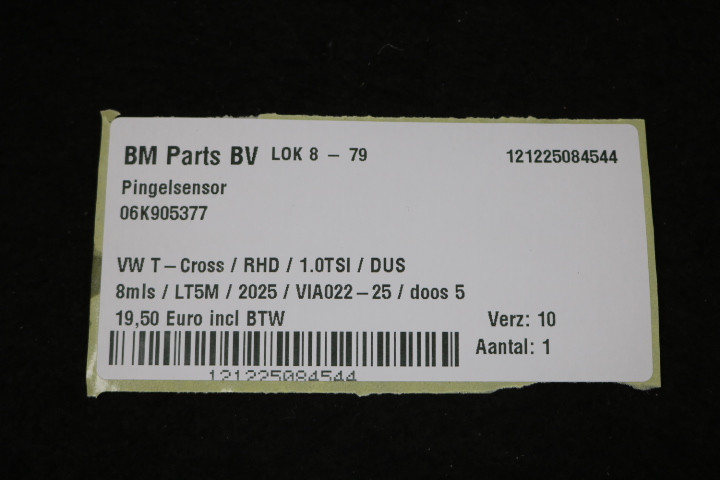 BM Parts BV LOK 8 – 79 121225084544
Pingelsensor
06K905377
VW T–Cross / RHD / 1.0TSI / DUS
8mls / LT5M / 2025 / VIA022–25 / doos 5
19,50 Euro incl BTW Verz: 10
Aantal: 1
121225084544